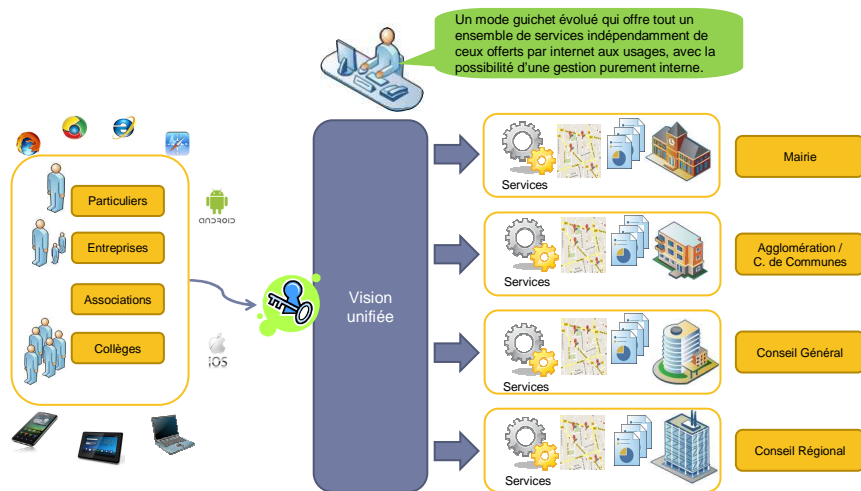 Un mode guichet évolué qui offre tout un
ensemble de services indépendamment de
ceux offerts par internet aux usages, avec la
possibilité d'une gestion purement interne.
Particuliers
Entreprises
Associations
Collèges
ANDROID
iOS
Vision
unifiée
Services
Mairie
Services
Agglomération /
C. de Communes
Services
Conseil Général
Services
Conseil Régional